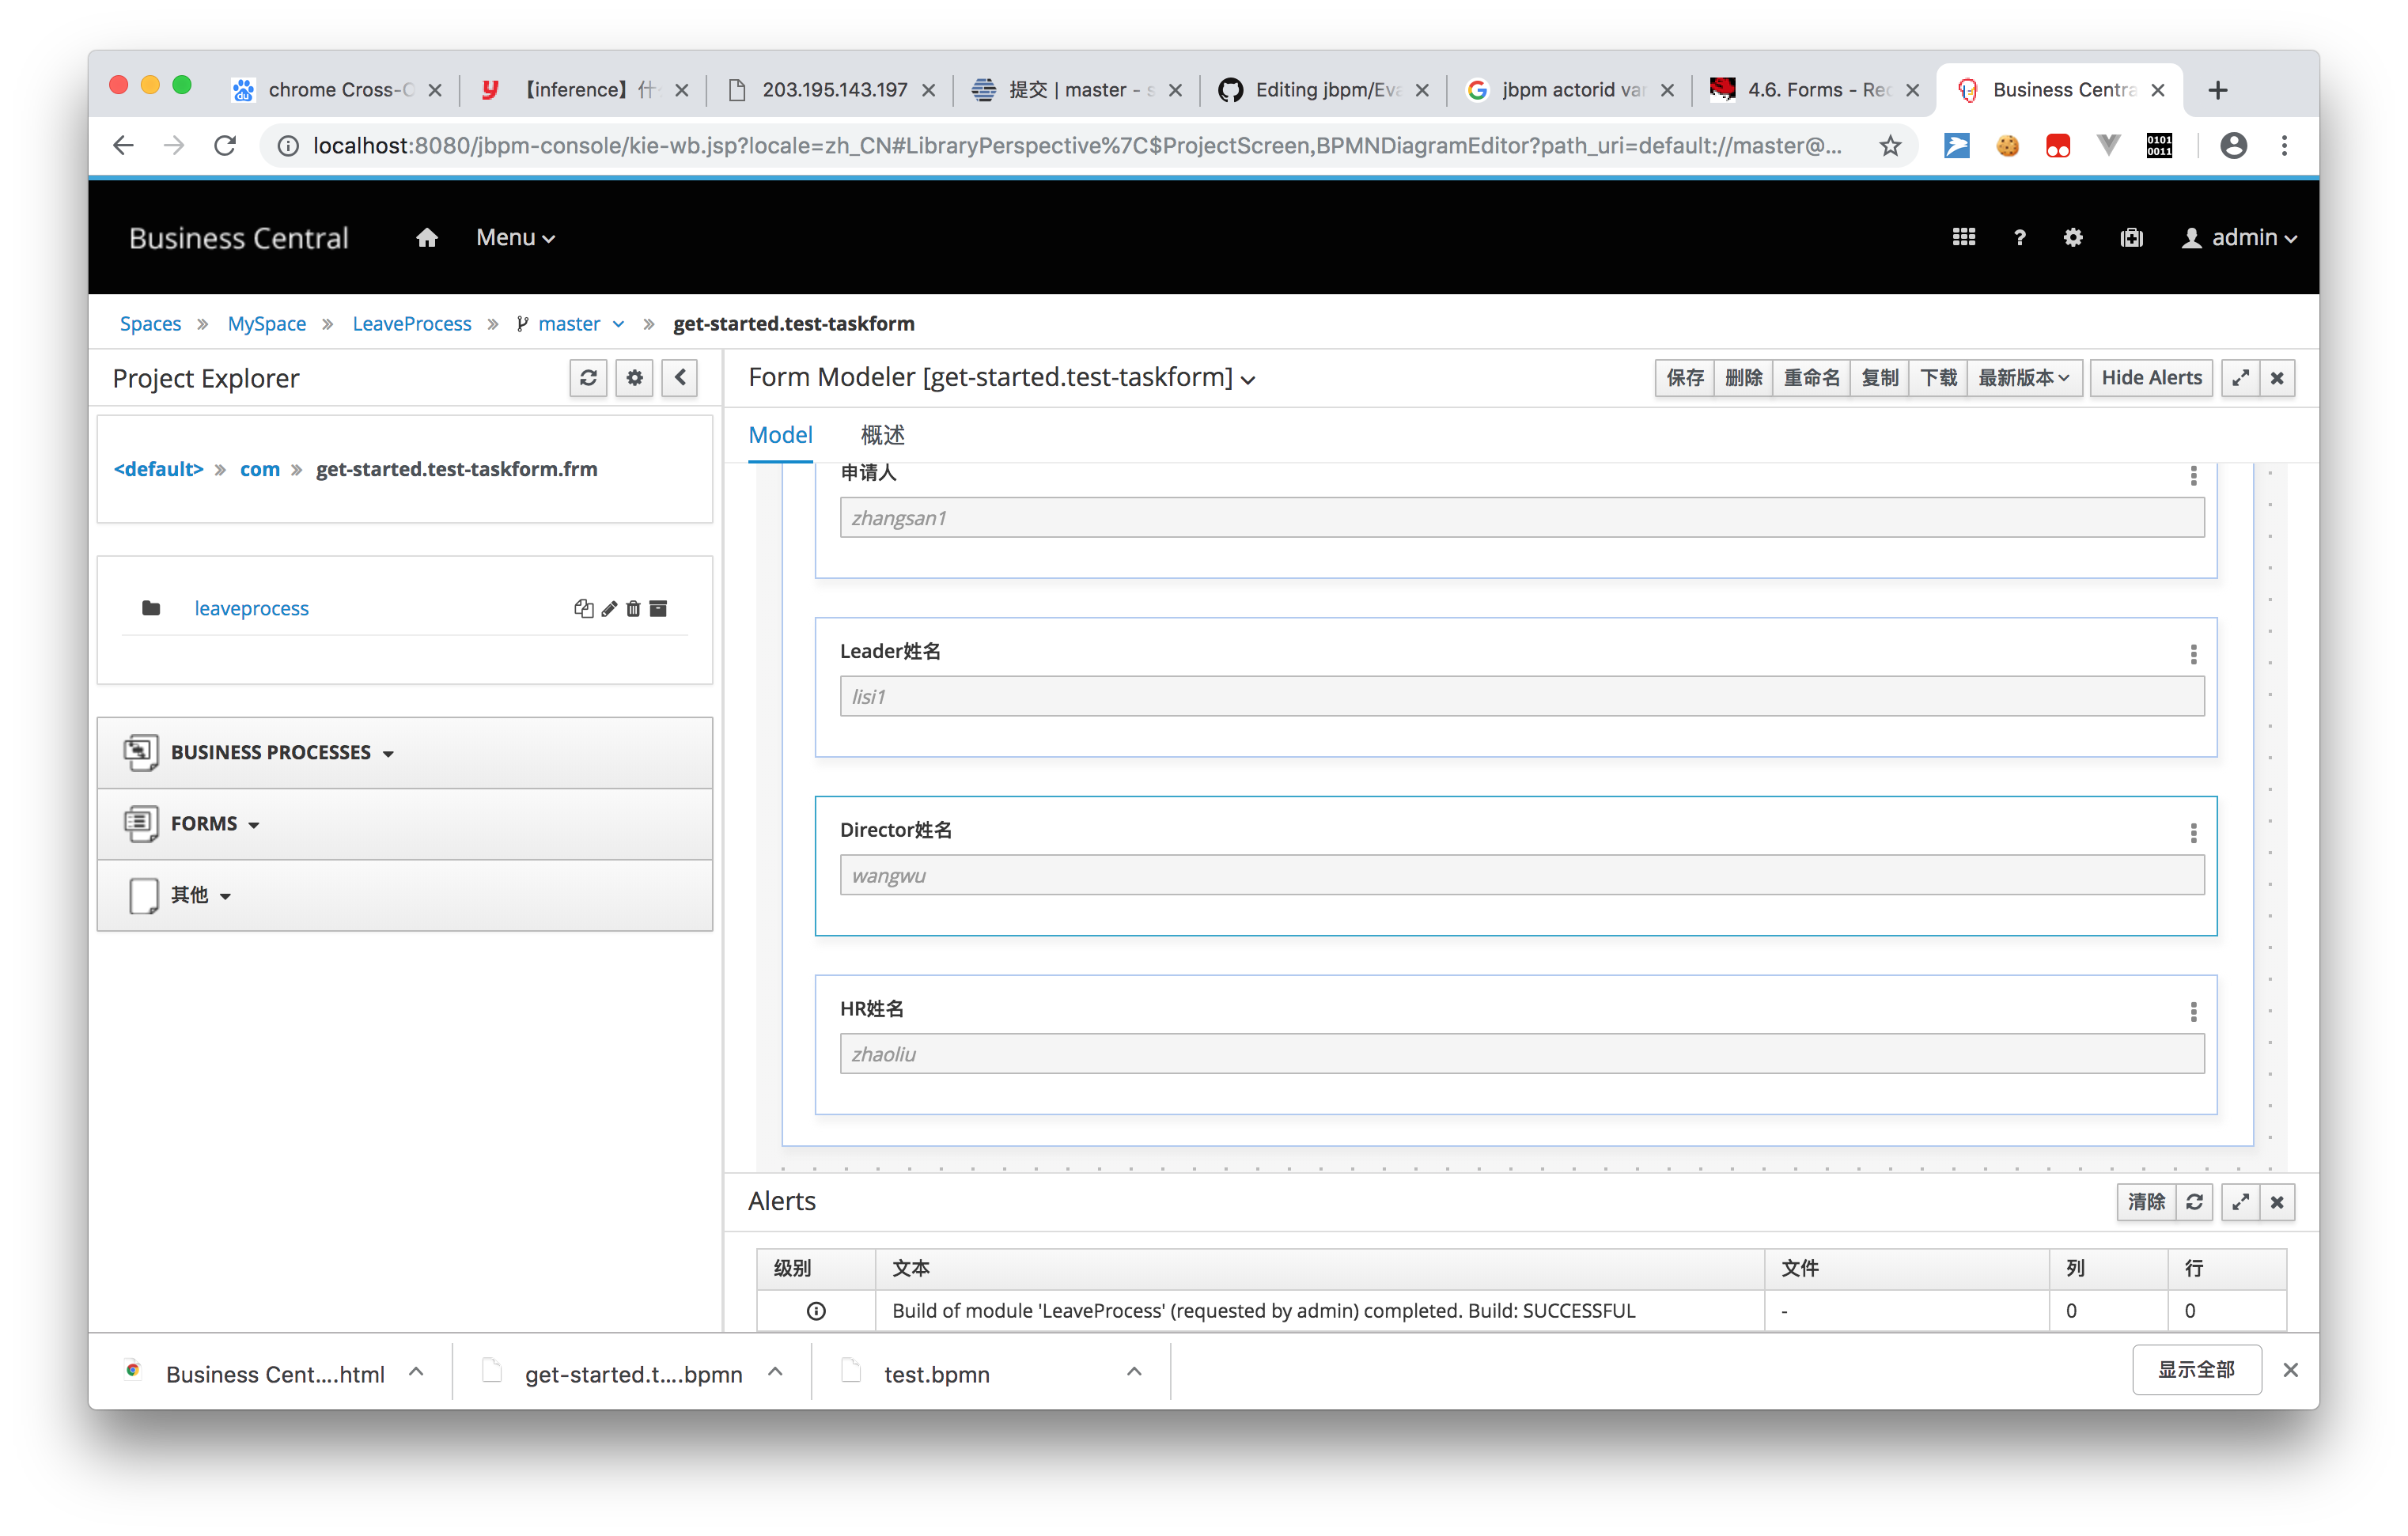 chrome Cross-O
【inference】什
203.195.143.197
提交 | master - s
Editing jbpm/Eva
jbpm actorid var
4.6. Forms - Red
Business Centra
localhost:8080/jbpm-console/kie-wb.jsp?locale=zh_CN#LibraryPerspective%7C$ProjectScreen,BPMNDiagramEditor?path_uri=default://master@...
0101
0011
Business Central
Menu
admin
Spaces » MySpace » LeaveProcess » master » get-started.test-taskform
Project Explorer
<default> » com » get-started.test-taskform.frm
leaveprocess
BUSINESS PROCESSES
FORMS
其他
Form Modeler [get-started.test-taskform]
保存
删除
重命名
复制
下载
最新版本
Hide Alerts
Model
概述
申请人
zhangsan1
Leader姓名
lisi1
Director姓名
wangwu
HR姓名
zhaoliu
Alerts
清除
级别 文本 文件 列 行
Build of module 'LeaveProcess' (requested by admin) completed. Build: SUCCESSFUL - 0 0
Business Cent....html
get-started.t....bpmn
test.bpmn
显示全部